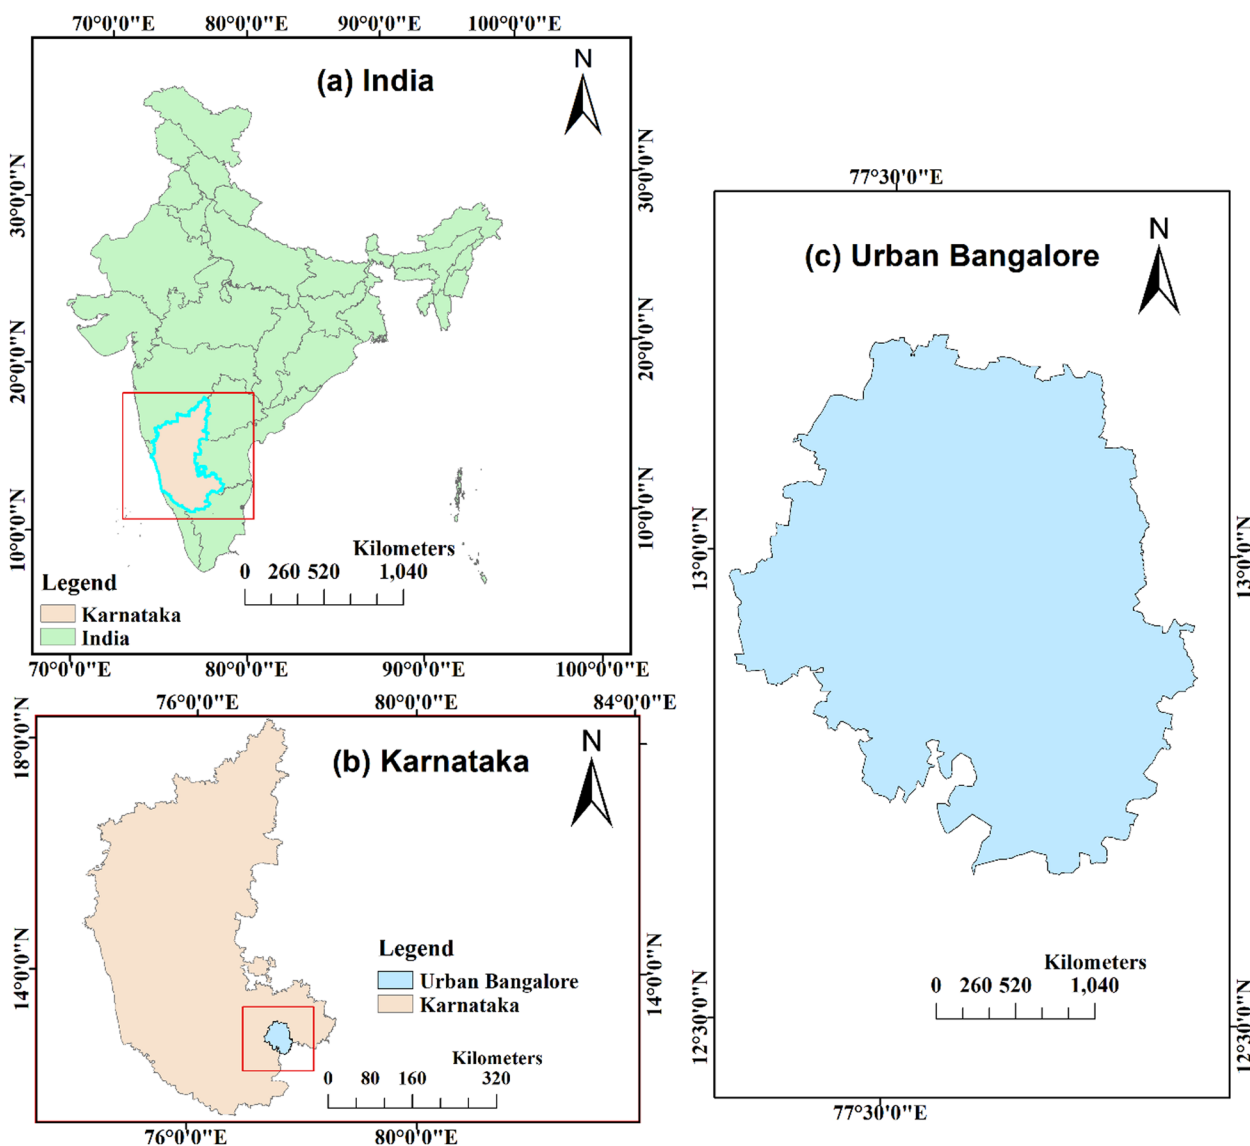 70°0'0"E 80°0'0"E 90°0'0"E 100°0'0"E
(a) India
N
30°0'0"N
20°0'0"N
10°0'0"N
30°0'0"N
20°0'0"N
10°0'0"N
Kilometers
0 260 520 1,040
Legend
Karnataka
India
70°0'0"E 80°0'0"E 90°0'0"E 100°0'0"E
76°0'0"E 80°0'0"E 84°0'0"E
(b) Karnataka
N
18°0'0"N
14°0'0"N
14°0'0"N
Legend
Urban Bangalore
Karnataka
Kilometers
0 80 160 320
76°0'0"E 80°0'0"E
77°30'0"E
(c) Urban Bangalore
N
13°0'0"N
12°30'0"N
13°0'0"N
12°30'0"N
Kilometers
0 260 520 1,040
77°30'0"E